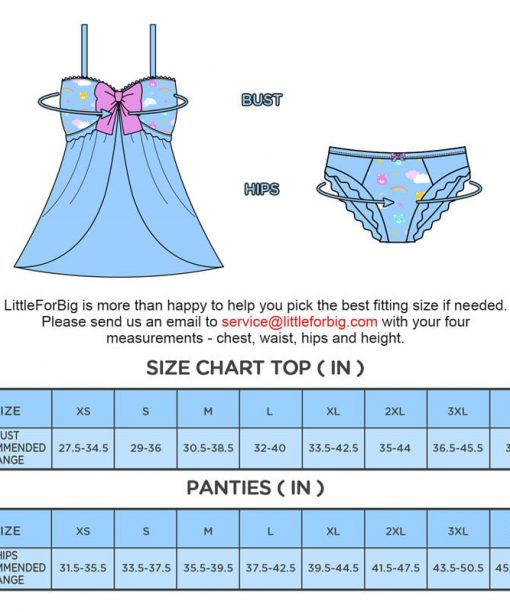 BUST
HIPS
LittleForBig is more than happy to help you pick the best fitting size if needed.
Please send us an email to service@littleforbig.com with your four
measurements - chest, waist, hips and height.
SIZE CHART TOP ( IN )
IZE XS S M L XL 2XL 3XL
UST
MMENDED
ANGE 27.5-34.5 29-36 30.5-38.5 32-40 33.5-42.5 35-44 36.5-45.5 3
PANTIES ( IN )
IZE XS S M L XL 2XL 3XL
HIPS
MMENDED
ANGE 31.5-35.5 33.5-37.5 35.5-39.5 37.5-42.5 39.5-44.5 41.5-47.5 43.5-50.5 45